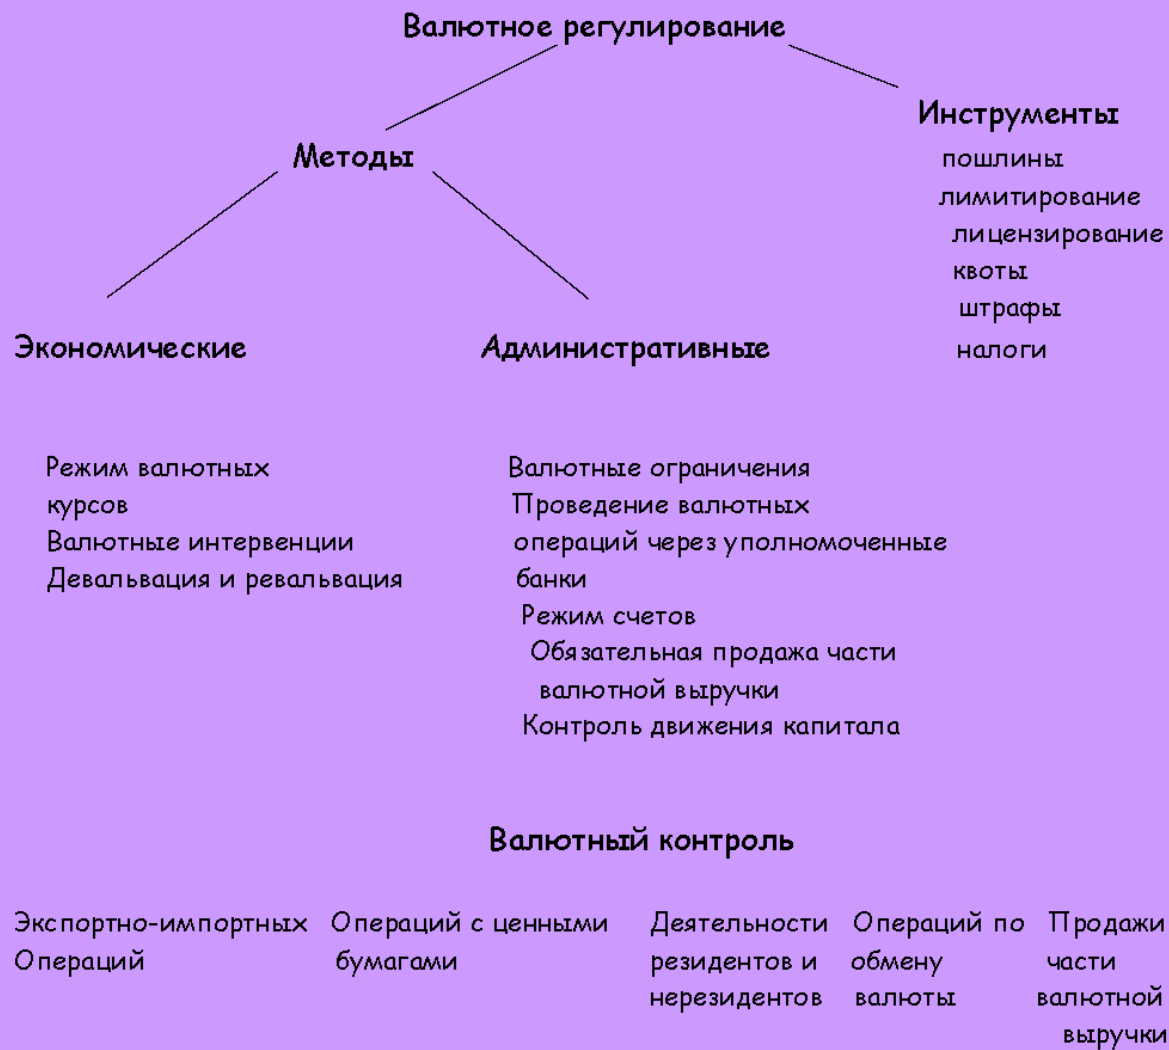 Валютное регулирование
Инструменты
пошлины
лимитирование
лицензирование
квоты
штрафы
налоги
Методы
Экономические
Режим валютных
курсов
Валютные интервенции
Девальвация и ревальвация
Административные
Валютные ограничения
Проведение валютных
операций через уполномоченные
банки
Режим счетов
Обязательная продажа части
валютной выручки
Контроль движения капитала
Валютный контроль
Экспортно-импортных
Операций
Операций с ценными
бумагами
Деятельности
резидентов и
нерезидентов
Операций по
обмену
валюты
Продажи
части
валютной
выручки